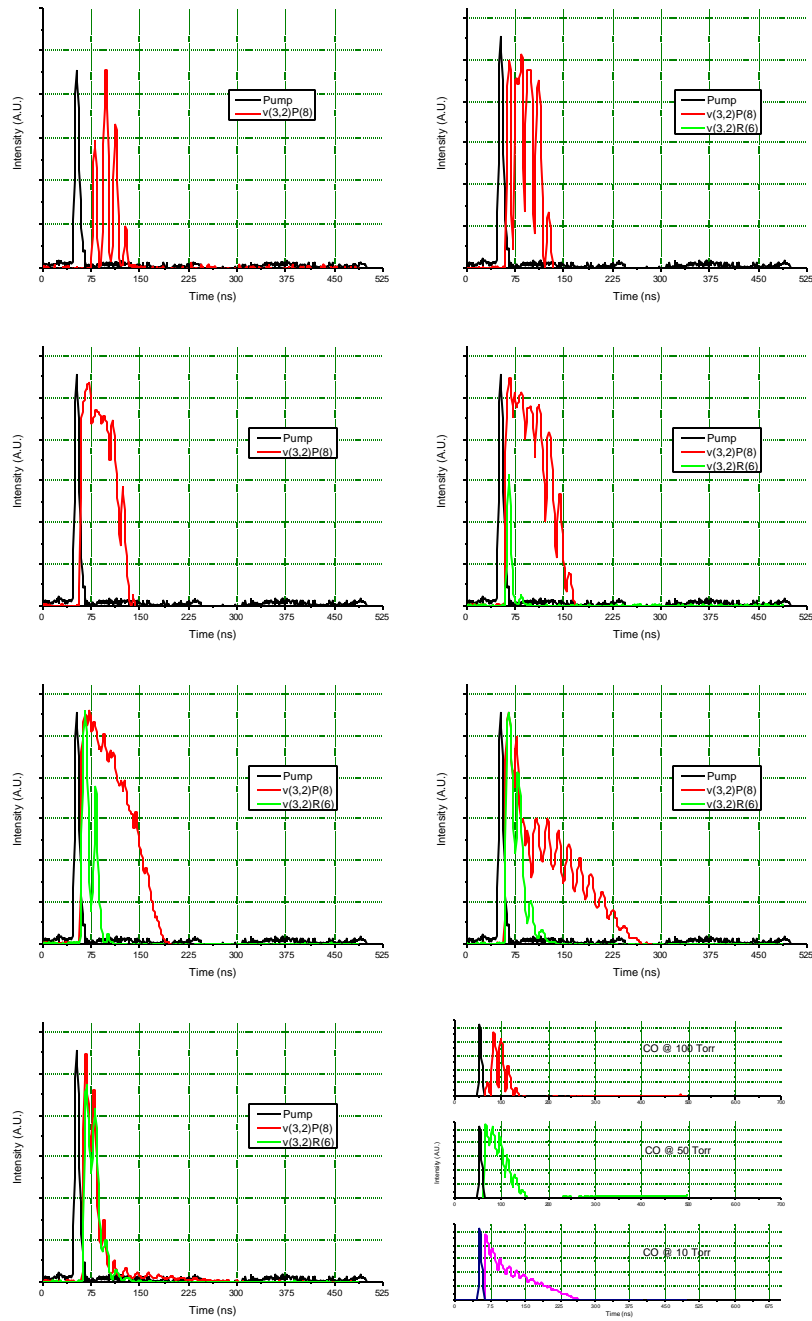 Intensity (A.U.)
Pump
v(3,2)P(8)
0 75 150 225 300 375 450 525
Time (ns)
Intensity (A.U.)
Pump
v(3,2)P(8)
v(3,2)R(6)
0 75 150 225 300 375 450 525
Time (ns)
Intensity (A.U.)
Pump
v(3,2)P(8)
0 75 150 225 300 375 450 525
Time (ns)
Intensity (A.U.)
Pump
v(3,2)P(8)
v(3,2)R(6)
0 75 150 225 300 375 450 525
Time (ns)
Intensity (A.U.)
Pump
v(3,2)P(8)
v(3,2)R(6)
0 75 150 225 300 375 450 525
Time (ns)
Intensity (A.U.)
Pump
v(3,2)P(8)
v(3,2)R(6)
0 75 150 225 300 375 450 525
Time (ns)
Intensity (A.U.)
Pump
v(3,2)P(8)
v(3,2)R(6)
0 75 150 225 300 375 450 525
Time (ns)
CO @ 100 Torr
0 100 700
CO @ 50 Torr
Intensity (A.U.)
0 100 700
CO @ 10 Torr
0 75 150 225 300 375 450 525 600 675
Time (ns)